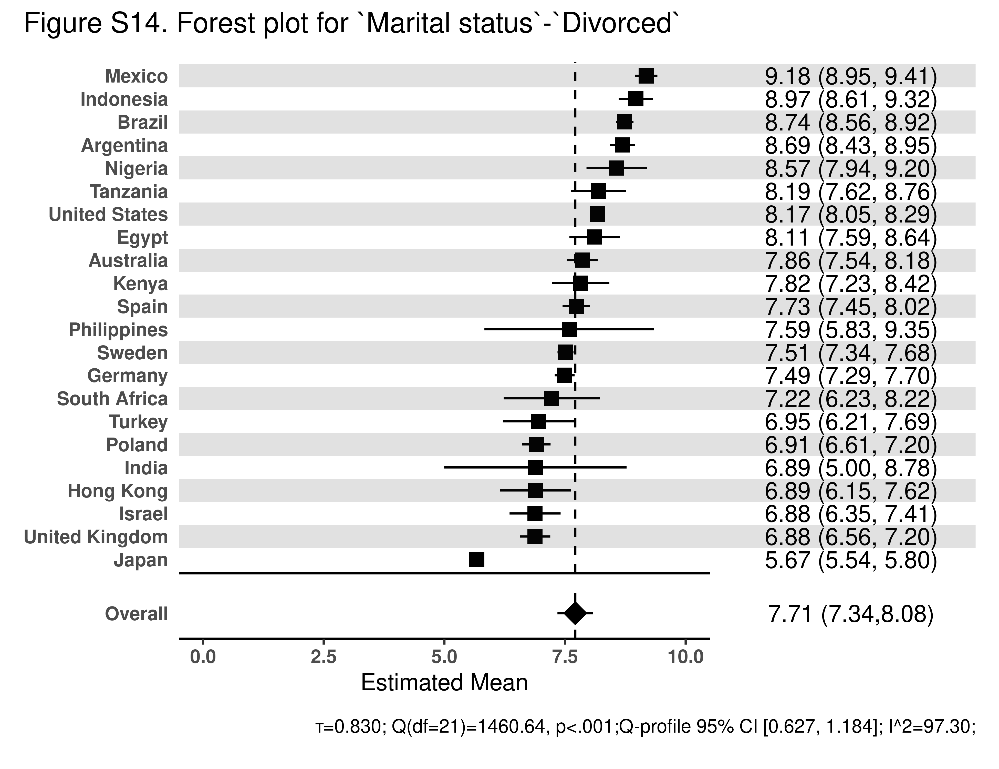 Figure S14. Forest plot for `Marital status`-`Divorced`
Mexico 9.18 (8.95, 9.41)
Indonesia 8.97 (8.61, 9.32)
Brazil 8.74 (8.56, 8.92)
Argentina 8.69 (8.43, 8.95)
Nigeria 8.57 (7.94, 9.20)
Tanzania 8.19 (7.62, 8.76)
United States 8.17 (8.05, 8.29)
Egypt 8.11 (7.59, 8.64)
Australia 7.86 (7.54, 8.18)
Kenya 7.82 (7.23, 8.42)
Spain 7.73 (7.45, 8.02)
Philippines 7.59 (5.83, 9.35)
Sweden 7.51 (7.34, 7.68)
Germany 7.49 (7.29, 7.70)
South Africa 7.22 (6.23, 8.22)
Turkey 6.95 (6.21, 7.69)
Poland 6.91 (6.61, 7.20)
India 6.89 (5.00, 8.78)
Hong Kong 6.89 (6.15, 7.62)
Israel 6.88 (6.35, 7.41)
United Kingdom 6.88 (6.56, 7.20)
Japan 5.67 (5.54, 5.80)
Overall 7.71 (7.34,8.08)
0.0 2.5 5.0 7.5 10.0
Estimated Mean
τ=0.830; Q(df=21)=1460.64, p<.001;Q-profile 95% CI [0.627, 1.184]; I^2=97.30;